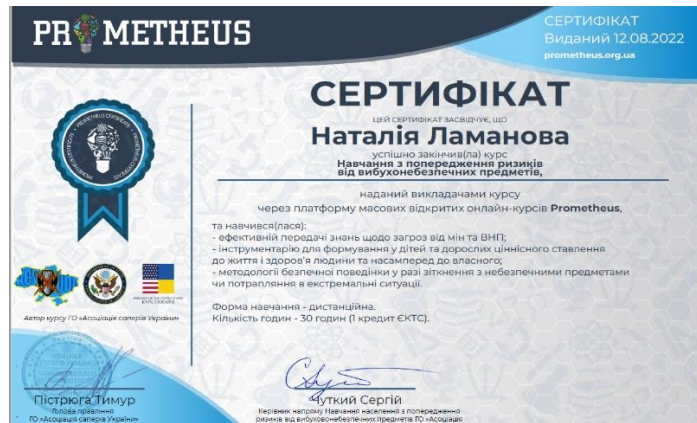 PR METHEUS
СЕРТИФІКАТ
Виданий 12.08.2022
prometheus.org.ua
СЕРТИФІКАТ
ЦЕЙ СЕРТИФІКАТ ЗАСВІДЧУЄ, ЩО
Наталія Ламанова
успішно закінчив(ла) курс
Навчання з попередження ризиків
від вибухонебезпечних предметів,
наданий викладачами курсу
через платформу масових відкритих онлайн-курсів Prometheus,
та навчився(лася):
- ефективній передачі знань щодо загроз від мін та ВНП;
- інструментарію для формування у дітей та дорослих ціннісного ставлення
до життя і здоров'я людини та насамперед до власного;
- методології безпечної поведінки у разі зіткнення з небезпечними предметами
чи потрапляння в екстремальні ситуації.
Форма навчання - дистанційна.
Кількість годин - 30 годин (1 кредит ЄКТС).
Автор курсу ГО «Асоціація саперів України»
Пістрюга Тимур
Голова правління
ГО «Асоціація саперів України»
Чуткий Сергій
Керівник напряму Навчання населення з попередження
ризиків від вибухонебезпечних предметів ГО «Асоціація